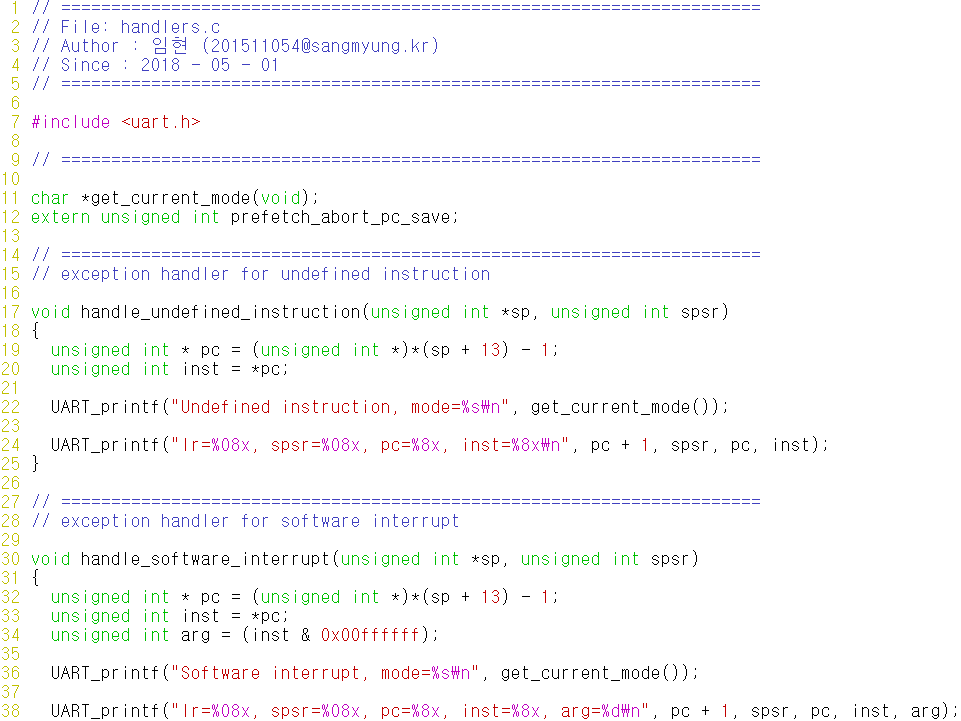 1 // ======================================================================
2 // File: handlers.c
3 // Author : 임현 (201511054@sangmyung.kr)
4 // Since : 2018 - 05 - 01
5 // ======================================================================
6
7 #include <uart.h>
8
9 // ======================================================================
10
11 char *get_current_mode(void);
12 extern unsigned int prefetch_abort_pc_save;
13
14 // ======================================================================
15 // exception handler for undefined instruction
16
17 void handle_undefined_instruction(unsigned int *sp, unsigned int spsr)
18 {
19   unsigned int * pc = (unsigned int *)*(sp + 13) - 1;
20   unsigned int inst = *pc;
21
22   UART_printf("Undefined instruction, mode=%s₩n", get_current_mode());
23
24   UART_printf("lr=%08x, spsr=%08x, pc=%8x, inst=%8x₩n", pc + 1, spsr, pc, inst);
25 }
26
27 // ======================================================================
28 // exception handler for software interrupt
29
30 void handle_software_interrupt(unsigned int *sp, unsigned int spsr)
31 {
32   unsigned int * pc = (unsigned int *)*(sp + 13) - 1;
33   unsigned int inst = *pc;
34   unsigned int arg = (inst & 0x00ffffff);
35
36   UART_printf("Software interrupt, mode=%s₩n", get_current_mode());
37
38   UART_printf("lr=%08x, spsr=%08x, pc=%8x, inst=%8x, arg=%d₩n", pc + 1, spsr, pc, inst, arg);